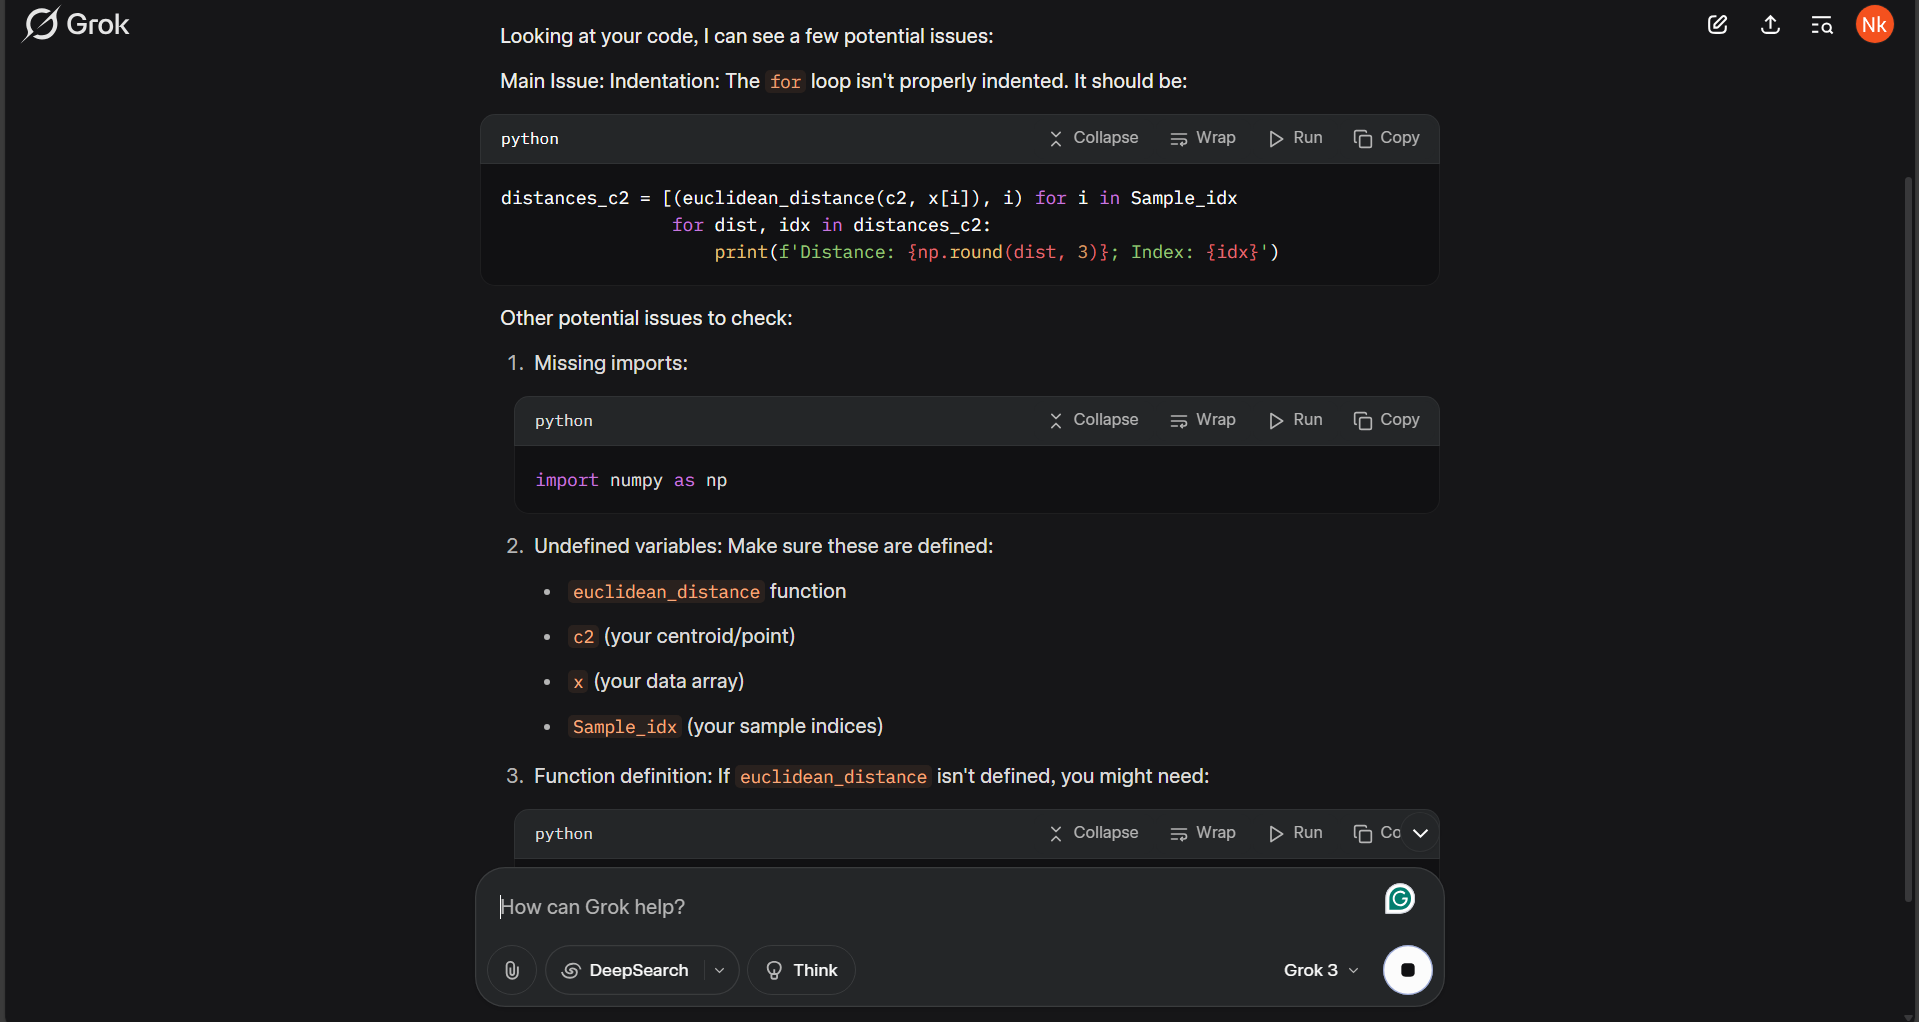 Grok
Nk
Looking at your code, I can see a few potential issues:
Main Issue: Indentation: The for loop isn't properly indented. It should be:
python
Collapse Wrap Run Copy
distances_c2 = [(euclidean_distance(c2, x[i]), i) for i in Sample_idx
for dist, idx in distances_c2:
print(f'Distance: {np.round(dist, 3)}; Index: {idx}')
Other potential issues to check:
1. Missing imports:
python
Collapse Wrap Run Copy
import numpy as np
2. Undefined variables: Make sure these are defined:
• euclidean_distance function
• c2 (your centroid/point)
• x (your data array)
• Sample_idx (your sample indices)
3. Function definition: If euclidean_distance isn't defined, you might need:
python
Collapse Wrap Run Co
How can Grok help?
DeepSearch
Think
Grok 3